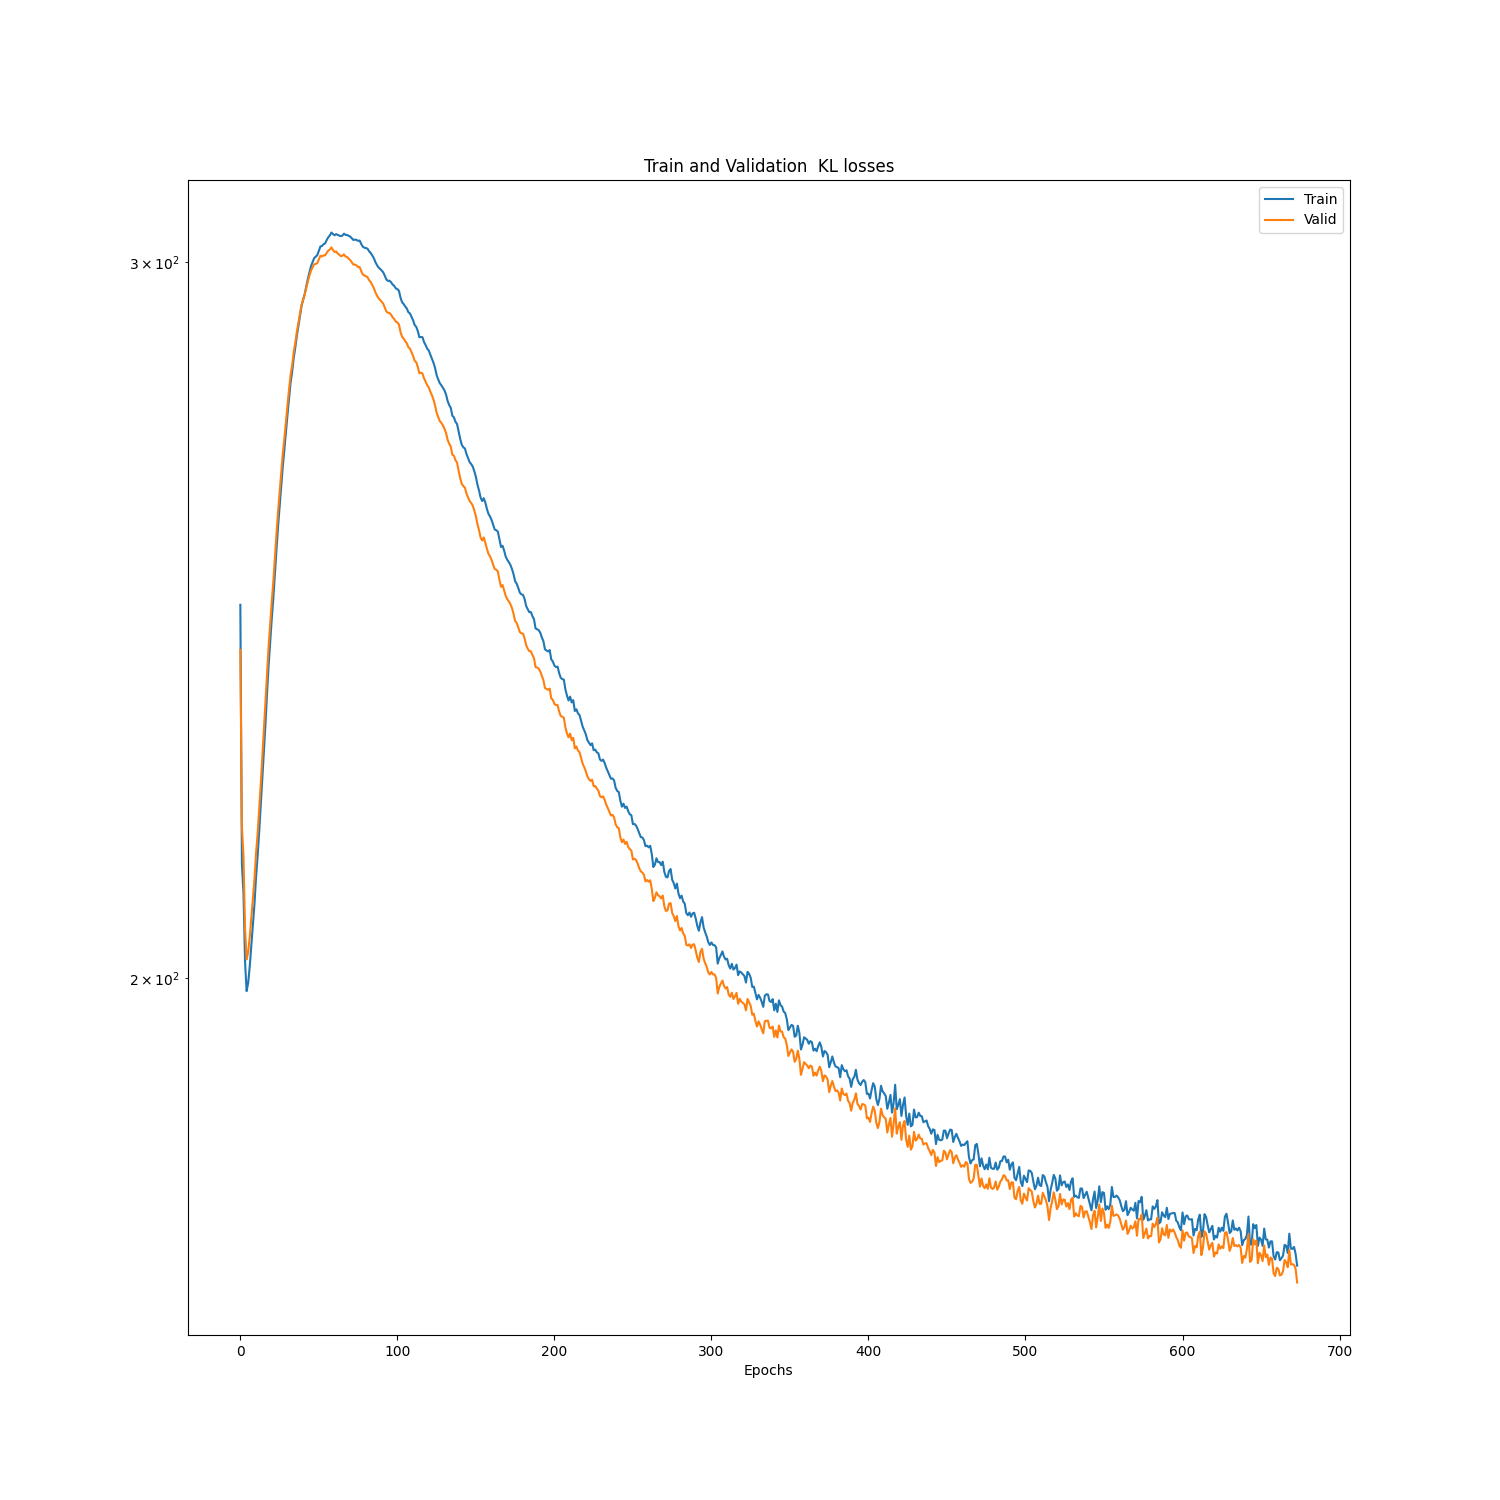 Train and Validation  KL losses
Train
Valid
3 × 10²
2 × 10²
0 100 200 300 400 500 600 700
Epochs